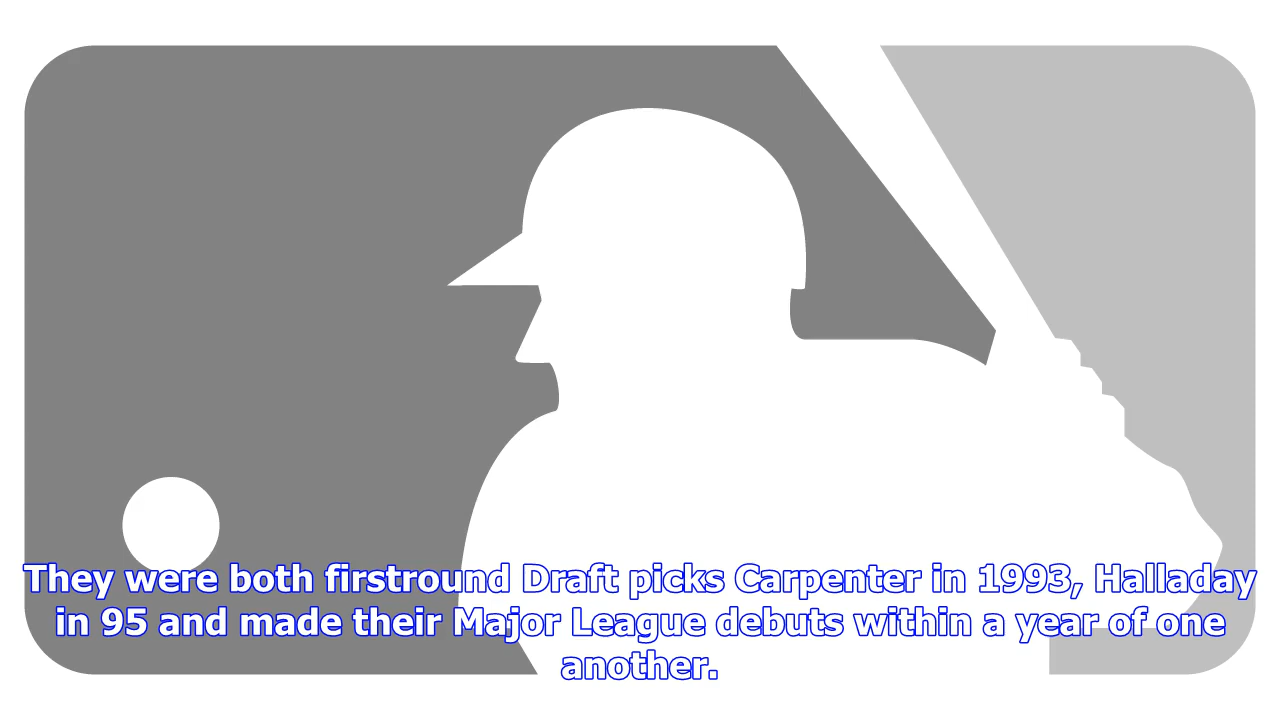 They were both firstround Draft picks Carpenter in 1993, Halladay
in 95 and made their Major League debuts within a year of one
another.